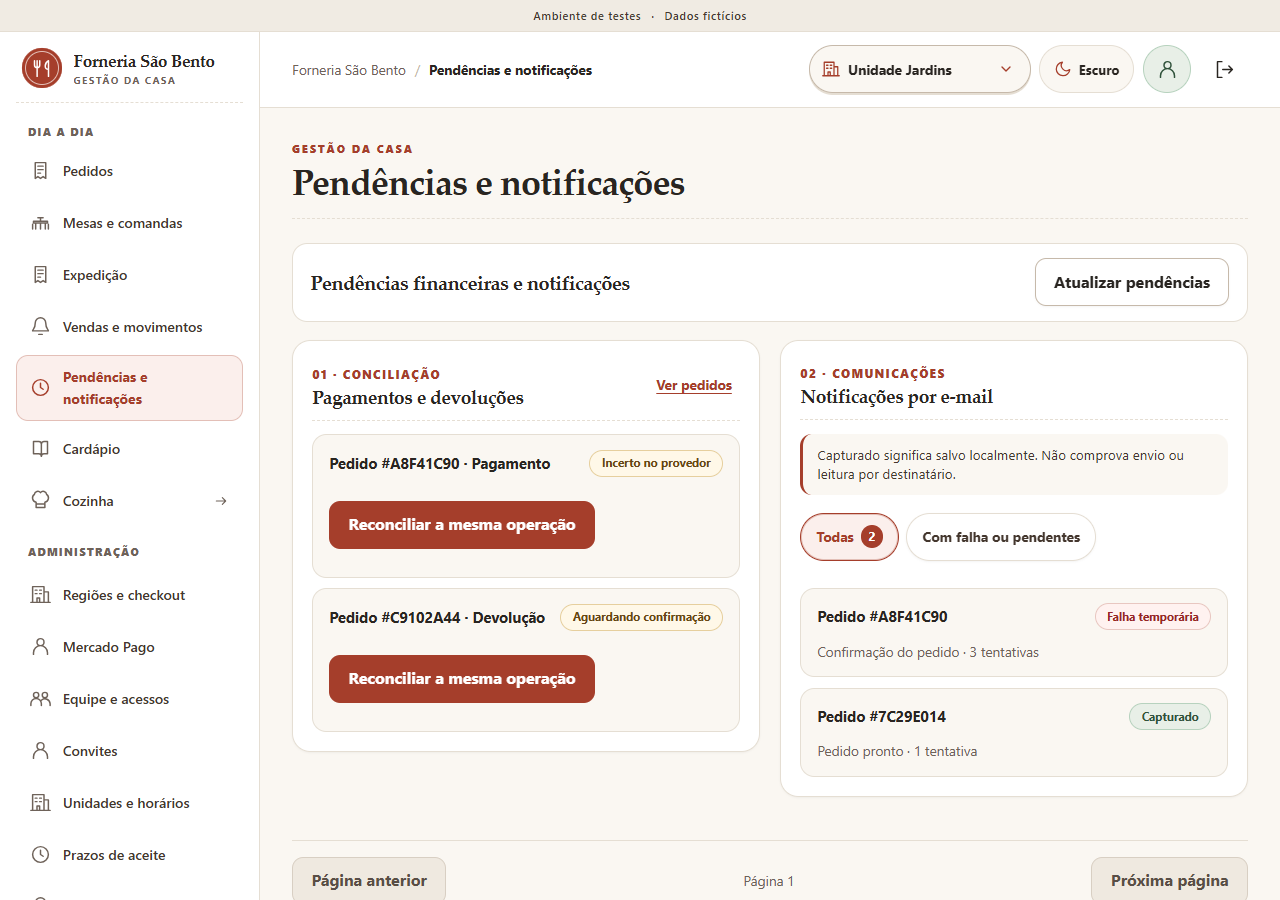 Ambiente de testes · Dados fictícios
Forneria São Bento
GESTÃO DA CASA
DIA A DIA
Pedidos
Mesas e comandas
Expedição
Vendas e movimentos
Pendências e
notificações
Cardápio
Cozinha
ADMINISTRAÇÃO
Regiões e checkout
Mercado Pago
Equipe e acessos
Convites
Unidades e horários
Prazos de aceite
Forneria São Bento / Pendências e notificações
Unidade Jardins
Escuro
GESTÃO DA CASA
Pendências e notificações
Pendências financeiras e notificações
Atualizar pendências
01 · CONCILIAÇÃO
Pagamentos e devoluções
Ver pedidos
Pedido #A8F41C90 · Pagamento
Incerto no provedor
Reconciliar a mesma operação
Pedido #C9102A44 · Devolução
Aguardando confirmação
Reconciliar a mesma operação
02 · COMUNICAÇÕES
Notificações por e-mail
Capturado significa salvo localmente. Não comprova envio ou
leitura por destinatário.
Todas 2
Com falha ou pendentes
Pedido #A8F41C90
Falha temporária
Confirmação do pedido · 3 tentativas
Pedido #7C29E014
Capturado
Pedido pronto · 1 tentativa
Página anterior
Página 1
Próxima página